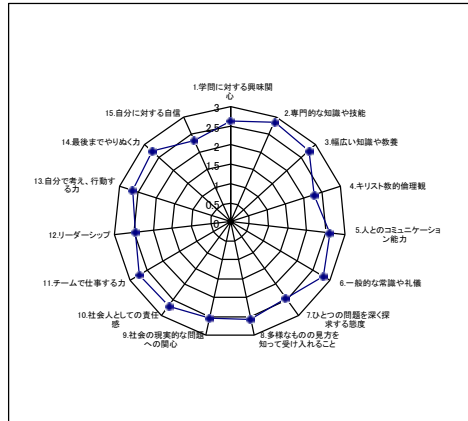 1.学問に対する興味関
心
2.専門的な知識や技能
3.幅広い知識や教養
4.キリスト教的倫理観
5.人とのコミュニケーショ
ン能力
6.一般的な常識や礼儀
7.ひとつの問題を深く探
求する態度
8.多様なものの見方を
知って受け入れること
9.社会の現実的な問題
への関心
10.社会人としての責任
感
11.チームで仕事する力
12.リーダーシップ
13.自分で考え、行動す
る力
14.最後までやりぬく力
15.自分に対する自信
3
2.5
2
1.5
1
0.5
0